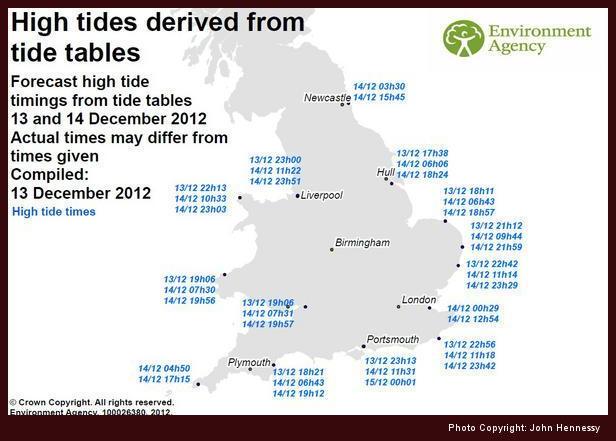 High tides derived from
tide tables
Forecast high tide
timings from tide tables
13 and 14 December 2012
Actual times may differ from
times given
Compiled:
13 December 2012
High tide times
Environment
Agency
14/12 03h30
14/12 15h45
Newcastle
13/12 17h38
14/12 06h06
14/12 18h24
Hull
13/12 23h00
14/12 11h22
14/12 23h51
Liverpool
13/12 22h13
14/12 10h33
14/12 23h03
13/12 18h11
14/12 06h43
14/12 18h57
13/12 21h12
14/12 09h44
14/12 21h59
Birmingham
13/12 22h42
14/12 11h14
14/12 23h29
13/12 19h06
14/12 07h30
14/12 19h56
13/12 19h06
14/12 07h31
14/12 19h57
London
14/12 00h29
14/12 12h54
Portsmouth
13/12 22h56
14/12 11h18
14/12 23h42
13/12 23h13
14/12 11h31
15/12 00h01
Plymouth
13/12 18h21
14/12 06h43
14/12 19h12
14/12 04h50
14/12 17h15
© Crown Copyright. All rights reserved.
Environment Agency, 100026380, 2012.
Photo Copyright: John Hennessy